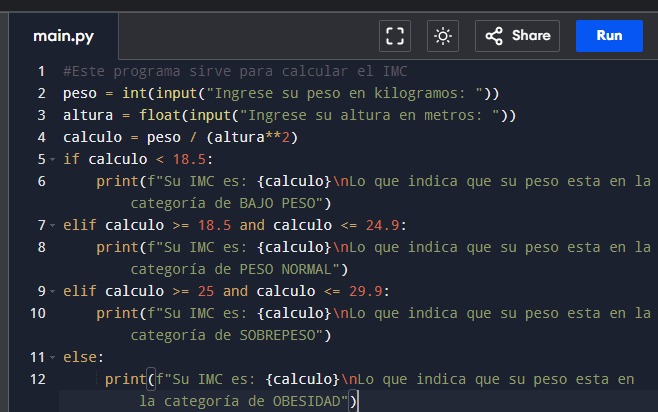 main.py
Share
Run
1 #Este programa sirve para calcular el IMC
2 peso = int(input("Ingrese su peso en kilogramos: "))
3 altura = float(input("Ingrese su altura en metros: "))
4 calculo = peso / (altura**2)
5 if calculo < 18.5:
6 print(f"Su IMC es: {calculo}\nLo que indica que su peso esta en la
categoría de BAJO PESO")
7 elif calculo >= 18.5 and calculo <= 24.9:
8 print(f"Su IMC es: {calculo}\nLo que indica que su peso esta en la
categoría de PESO NORMAL")
9 elif calculo >= 25 and calculo <= 29.9:
10 print(f"Su IMC es: {calculo}\nLo que indica que su peso esta en la
categoría de SOBREPESO")
11 else:
12 print(f"Su IMC es: {calculo}\nLo que indica que su peso esta en
la categoría de OBESIDAD")